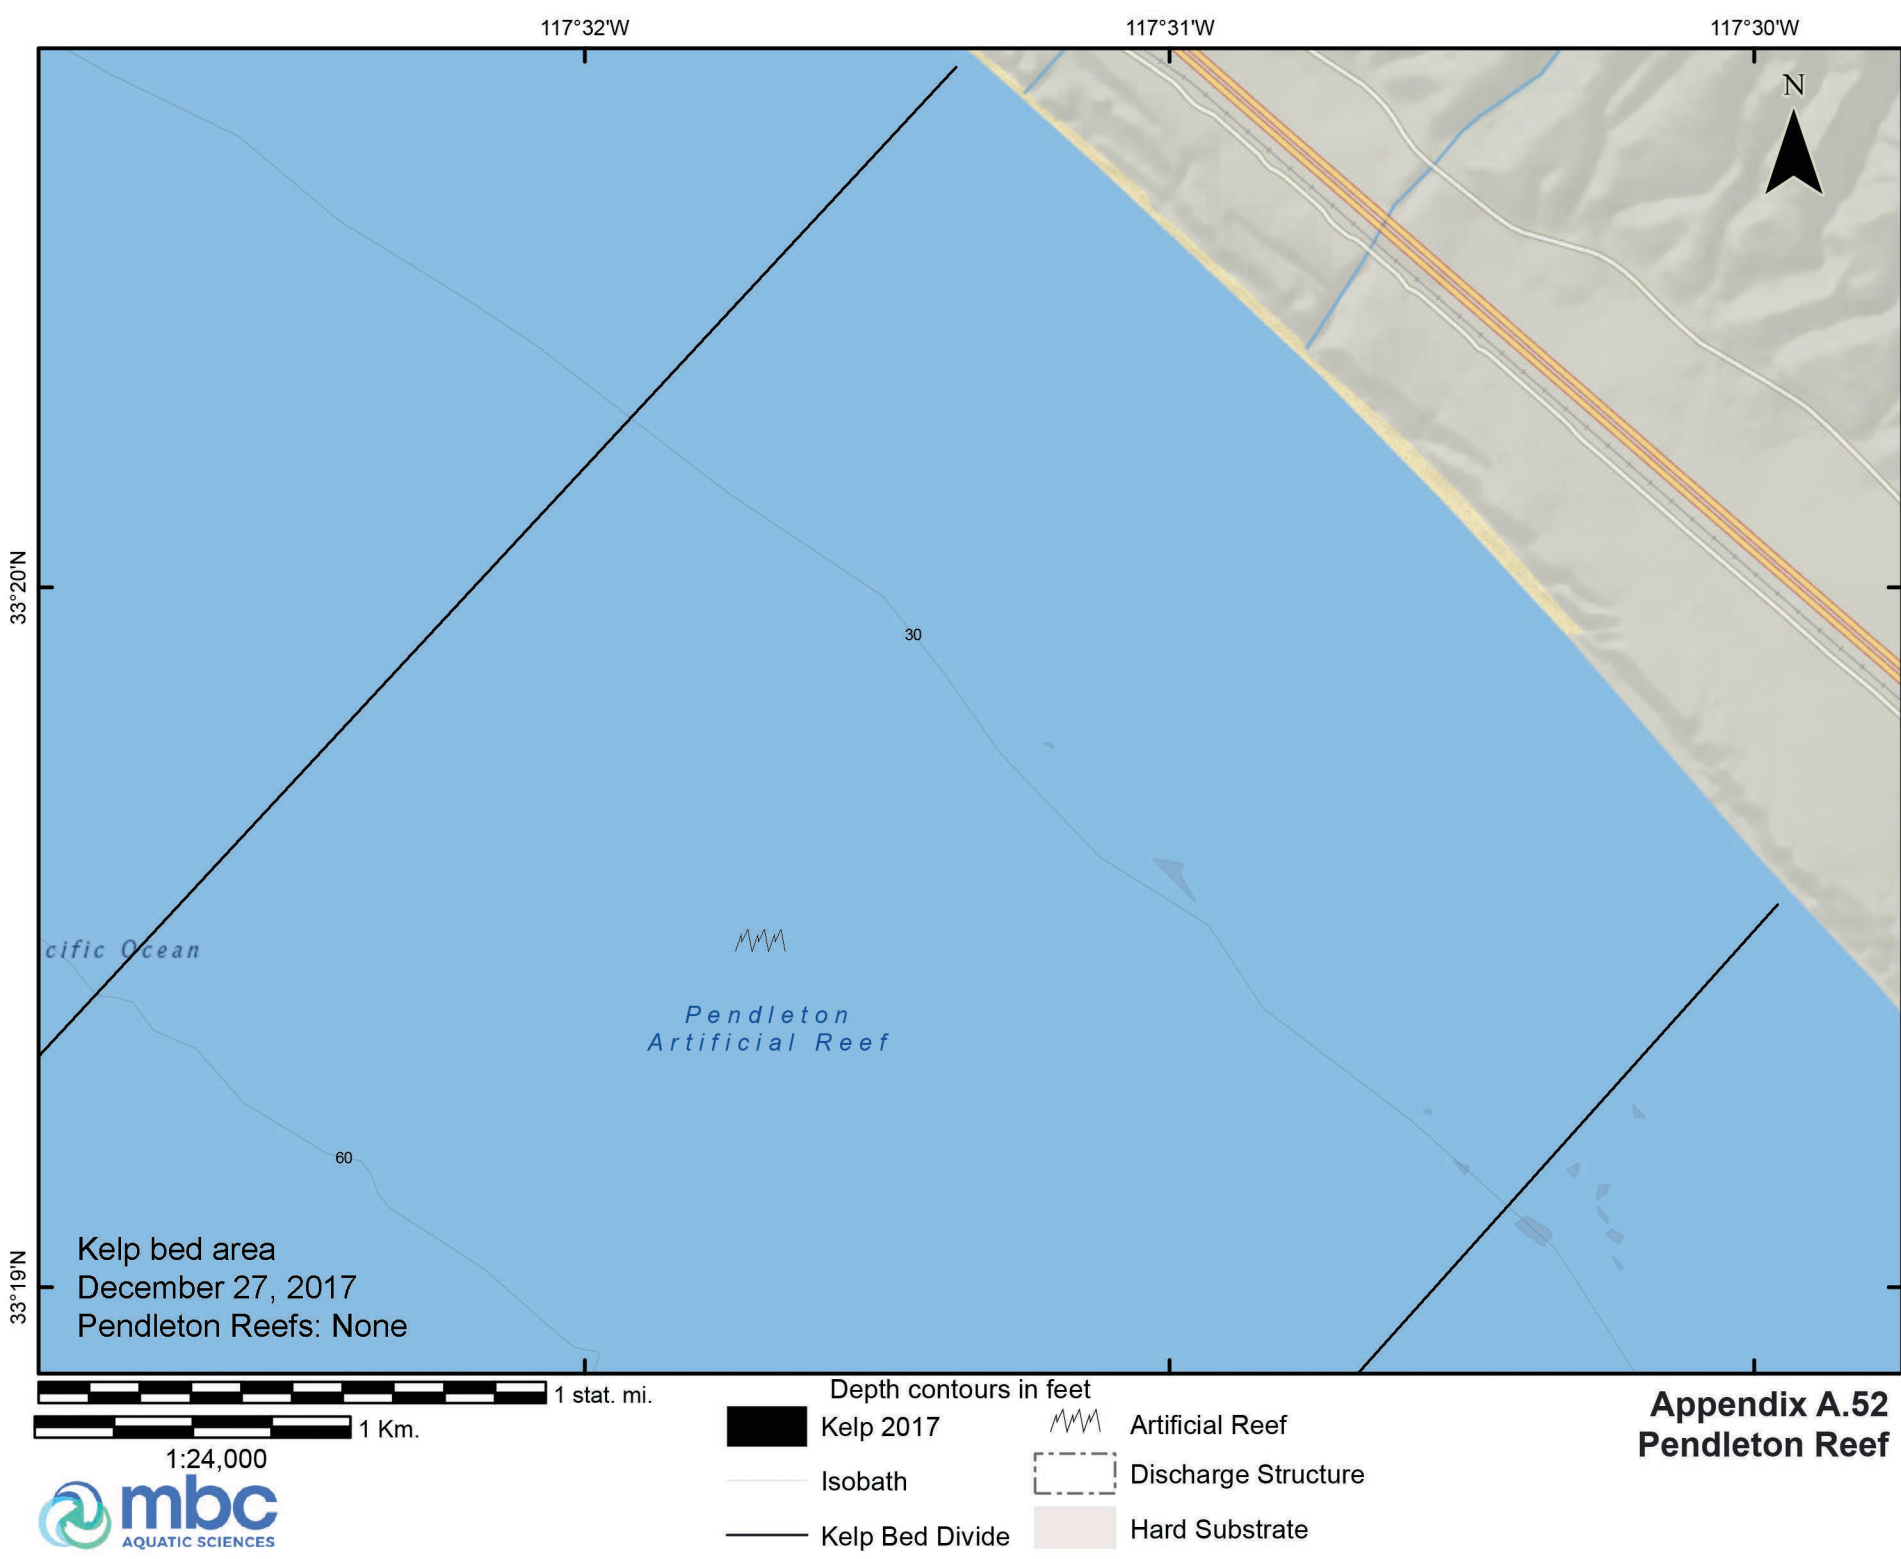 117°32'W
117°31'W
117°30'W
N
33°20'N
30
cific Ocean
Pendleton
Artificial Reef
60
33°19'N
Kelp bed area
December 27, 2017
Pendleton Reefs: None
1 stat. mi.
1 Km.
1:24,000
mbc
AQUATIC SCIENCES
Depth contours in feet
Kelp 2017
Isobath
Kelp Bed Divide
Artificial Reef
Discharge Structure
Hard Substrate
Appendix A.52
Pendleton Reef